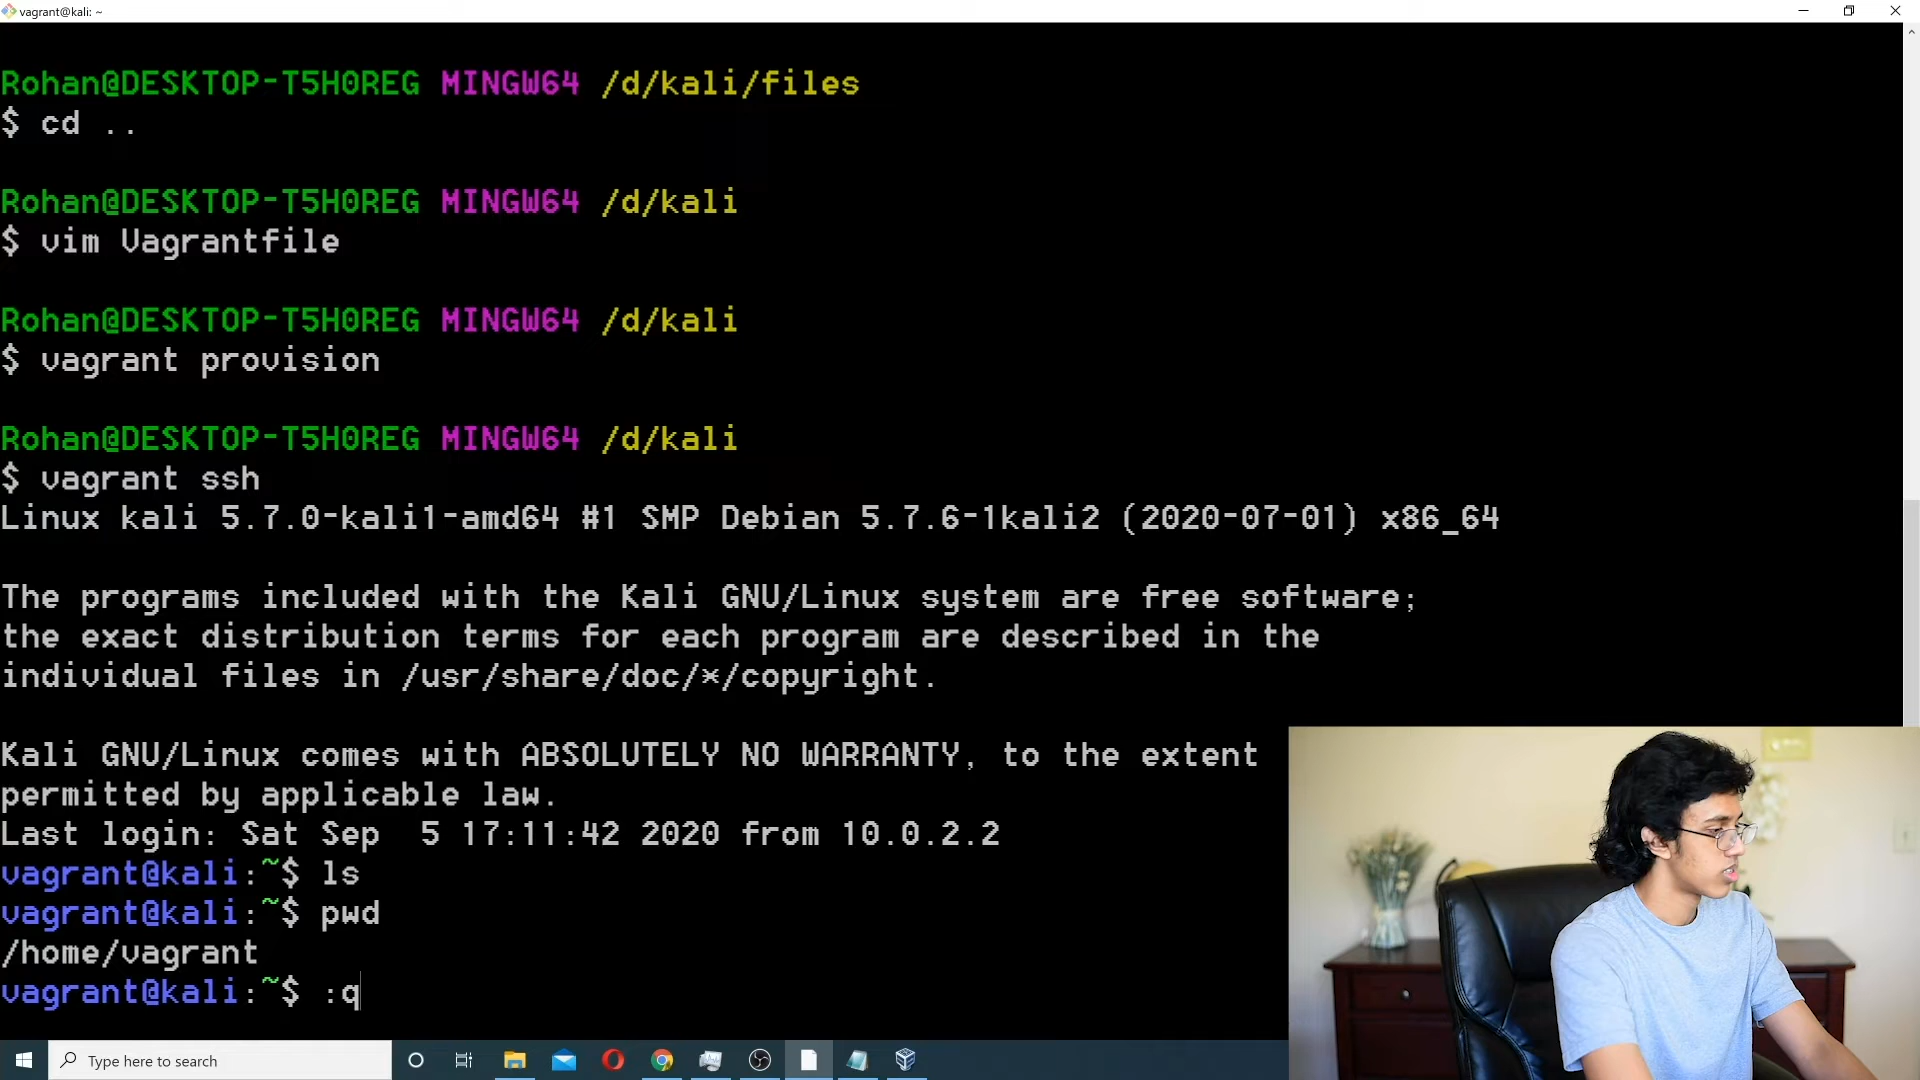 vagrant@kali: ~
Rohan@DESKTOP-T5H0REG MINGW64 /d/kali/files
$ cd ..
Rohan@DESKTOP-T5H0REG MINGW64 /d/kali
$ vim Vagrantfile
Rohan@DESKTOP-T5H0REG MINGW64 /d/kali
$ vagrant provision
Rohan@DESKTOP-T5H0REG MINGW64 /d/kali
$ vagrant ssh
Linux kali 5.7.0-kali1-amd64 #1 SMP Debian 5.7.6-1kali2 (2020-07-01) x86_64
The programs included with the Kali GNU/Linux system are free software;
the exact distribution terms for each program are described in the
individual files in /usr/share/doc/*/copyright.
Kali GNU/Linux comes with ABSOLUTELY NO WARRANTY, to the extent
permitted by applicable law.
Last login: Sat Sep  5 17:11:42 2020 from 10.0.2.2
vagrant@kali:~$ ls
vagrant@kali:~$ pwd
/home/vagrant
vagrant@kali:~$ :q
Type here to search